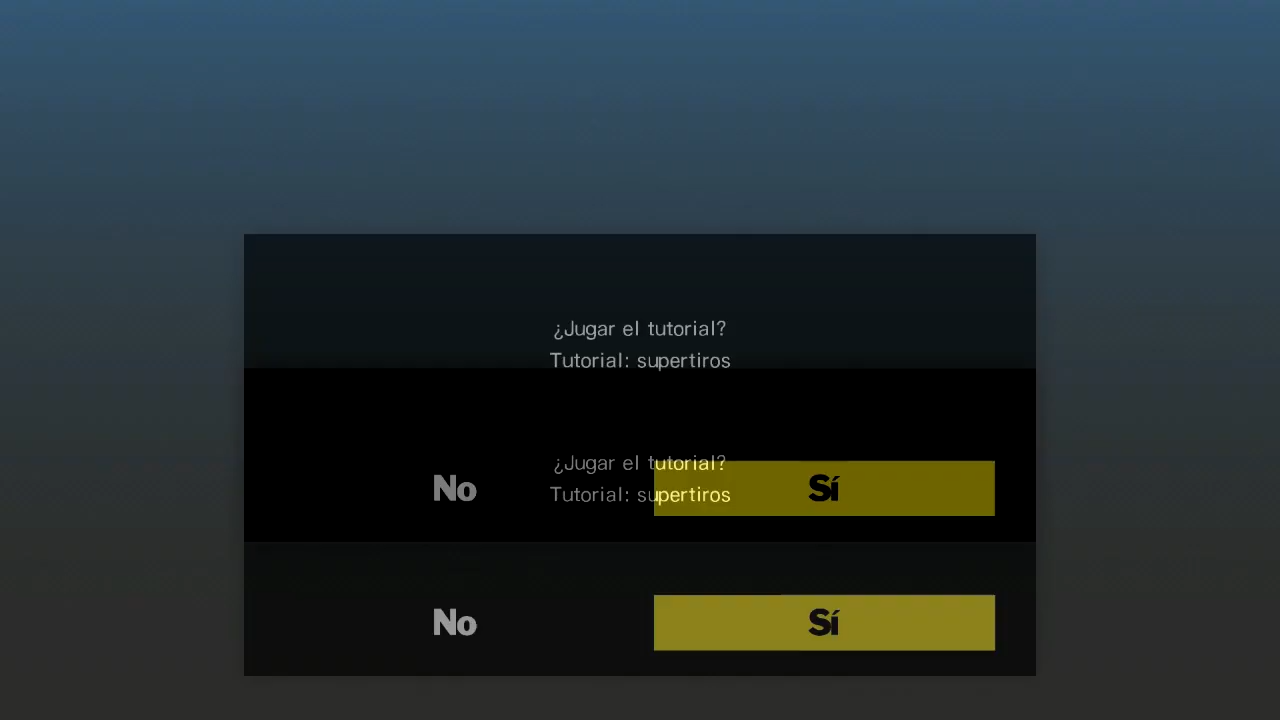 ¿Jugar el tutorial?
Tutorial: supertiros
¿Jugar el tutorial?
No
Sí
Tutorial: supertiros
No
Sí